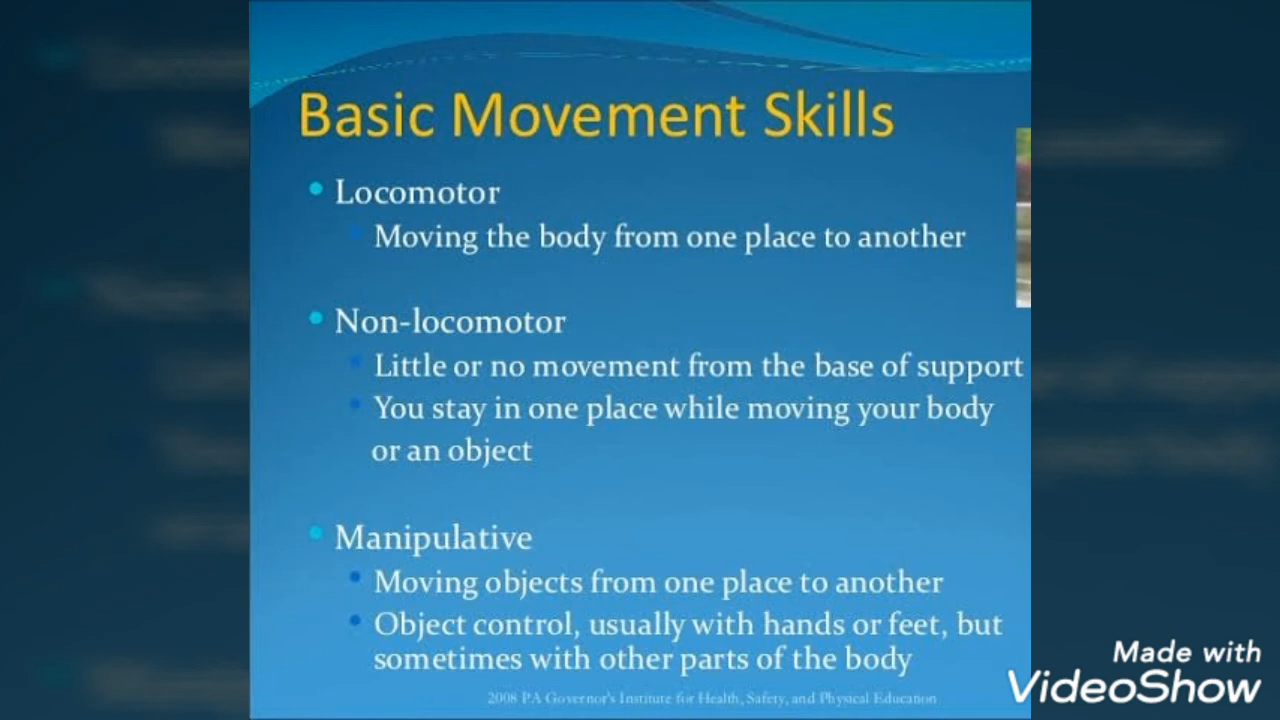 Basic Movement Skills
Locomotor
Moving the body from one place to another
Non-locomotor
Little or no movement from the base of support
You stay in one place while moving your body
or an object
Manipulative
Moving objects from one place to another
Object control, usually with hands or feet, but
sometimes with other parts of the body
2008 PA Governor's Institute for Health, Safety, and Physical Education
Made with
VideoShow